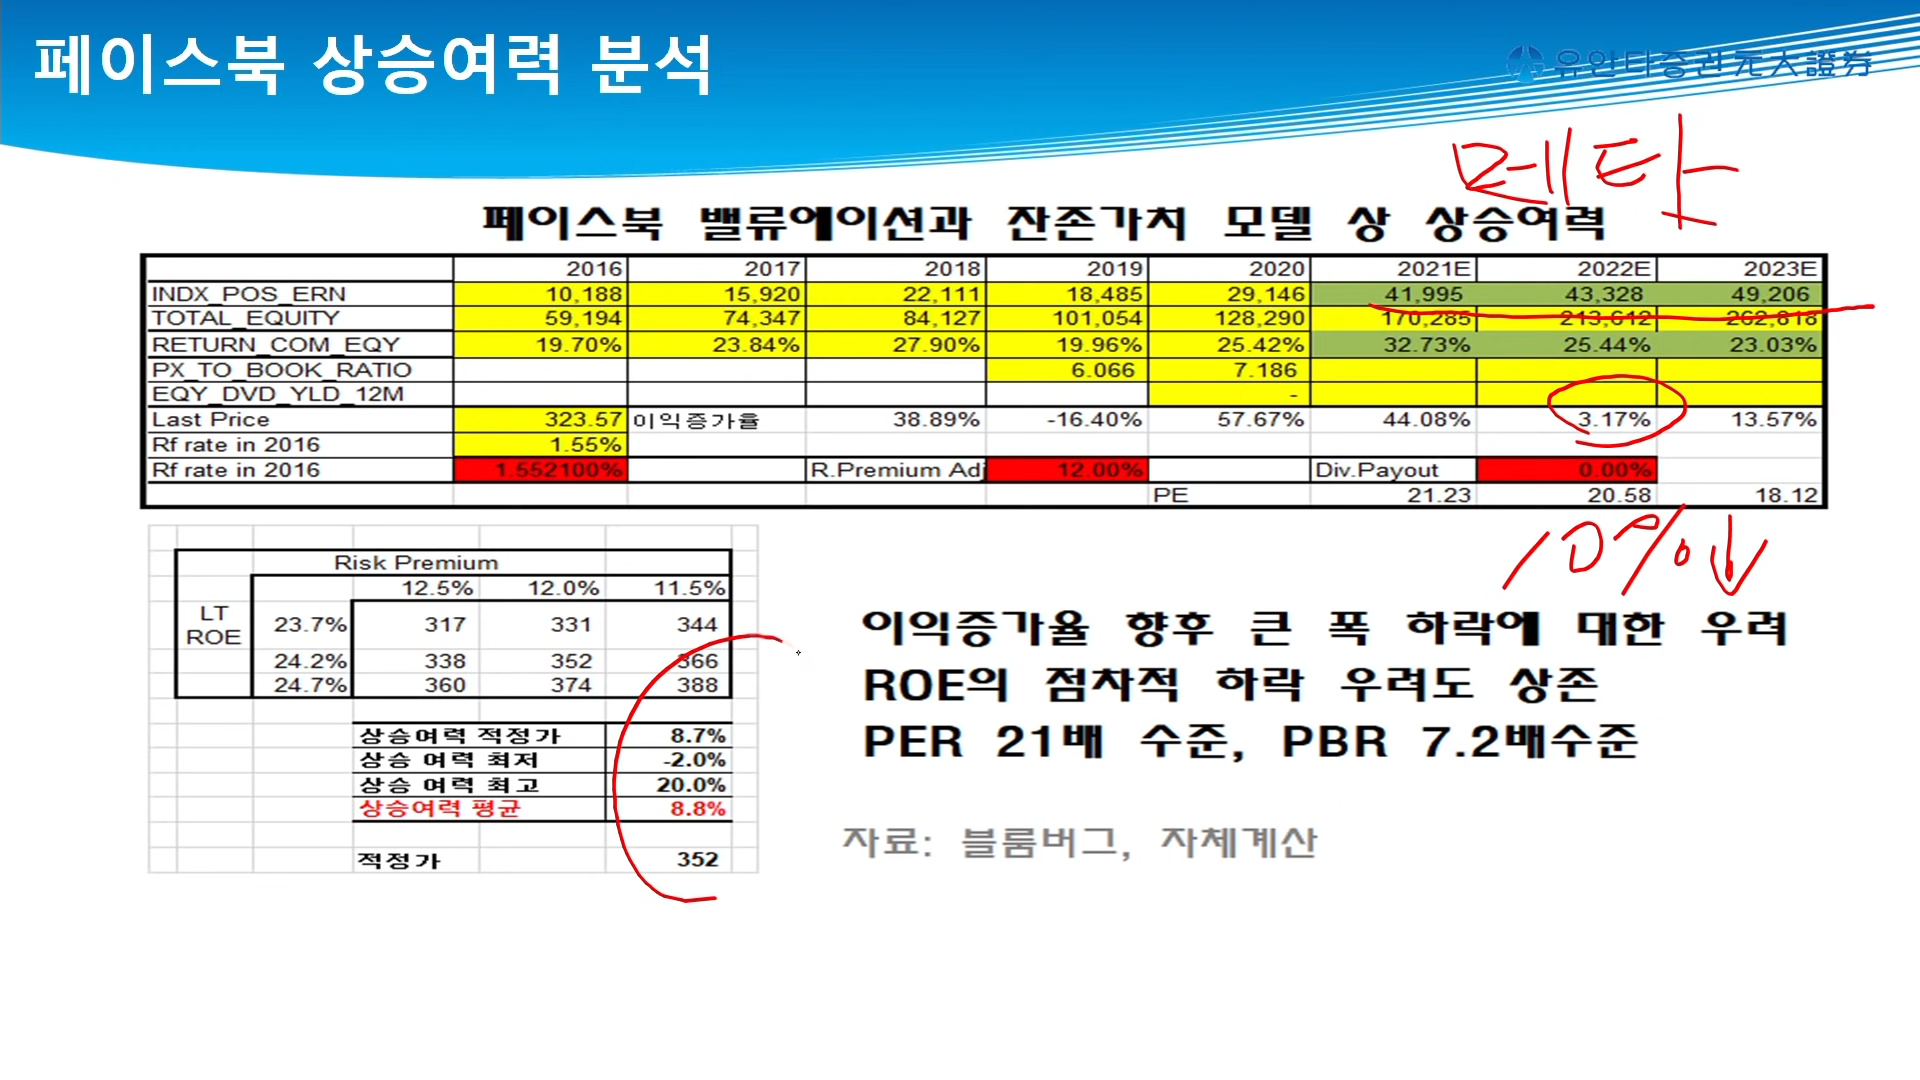 페이스북 상승여력 분석
유안타증권 元大證券
메타
페이스북 밸류에이션과 잔존가치 모델 상 상승여력
2016 2017 2018 2019 2020 2021E 2022E 2023E
INDX_POS_ERN 10,188 15,920 22,111 18,485 29,146 41,995 43,328 49,206
TOTAL_EQUITY 59,194 74,347 84,127 101,054 128,290 170,285 213,612 262,818
RETURN_COM_EQY 19.70% 23.84% 27.90% 19.96% 25.42% 32.73% 25.44% 23.03%
PX_TO_BOOK_RATIO 6.066 7.186
EQY_DVD_YLD_12M -
Last Price 323.57 이익증가율 38.89% -16.40% 57.67% 44.08% 3.17% 13.57%
Rf rate in 2016 1.55%
Rf rate in 2016 1.552100% R.Premium Adj 12.00% Div.Payout 0.00%
PE 21.23 20.58 18.12
10%↓
Risk Premium
12.5% 12.0% 11.5%
LT ROE
23.7% 317 331 344
24.2% 338 352 366
24.7% 360 374 388
상승여력 적정가 8.7%
상승 여력 최저 -2.0%
상승 여력 최고 20.0%
상승여력 평균 8.8%
적정가 352
이익증가율 향후 큰 폭 하락에 대한 우려
ROE의 점차적 하락 우려도 상존
PER 21배 수준, PBR 7.2배수준
자료: 블룸버그, 자체계산